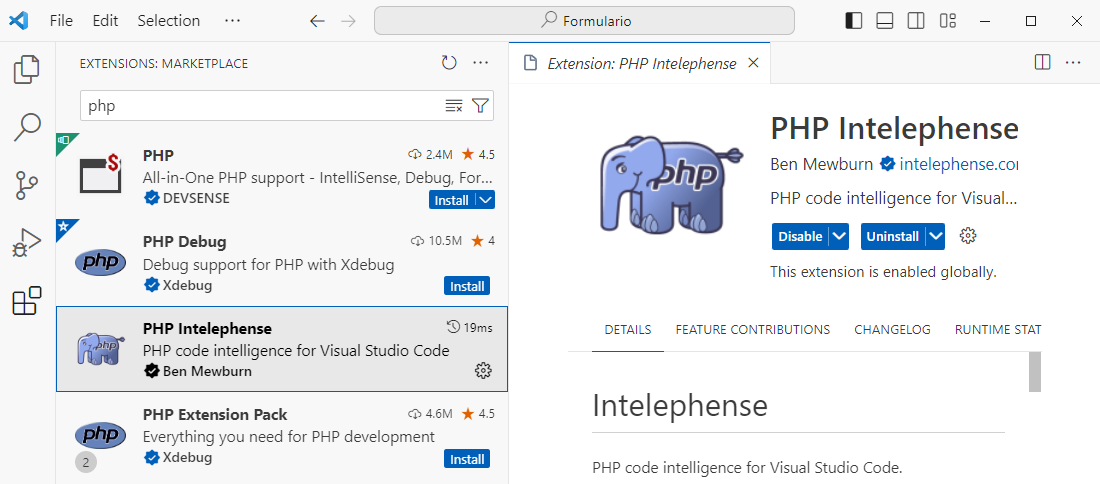 File Edit Selection ...
Formulario
EXTENSIONS: MARKETPLACE
php
PHP 2.4M 4.5
All-in-One PHP support - IntelliSense, Debug, For...
DEVSENSE Install
php
PHP Debug 10.5M 4
Debug support for PHP with Xdebug
Xdebug Install
php
PHP Intelephense 19ms
PHP code intelligence for Visual Studio Code
Ben Mewburn
php
2
PHP Extension Pack 4.6M 4.5
Everything you need for PHP development
Xdebug Install
Extension: PHP Intelephense
php
PHP Intelephense
Ben Mewburn intelephense.com
PHP code intelligence for Visual...
Disable Uninstall
This extension is enabled globally.
DETAILS FEATURE CONTRIBUTIONS CHANGELOG RUNTIME STAT
Intelephense
PHP code intelligence for Visual Studio Code.